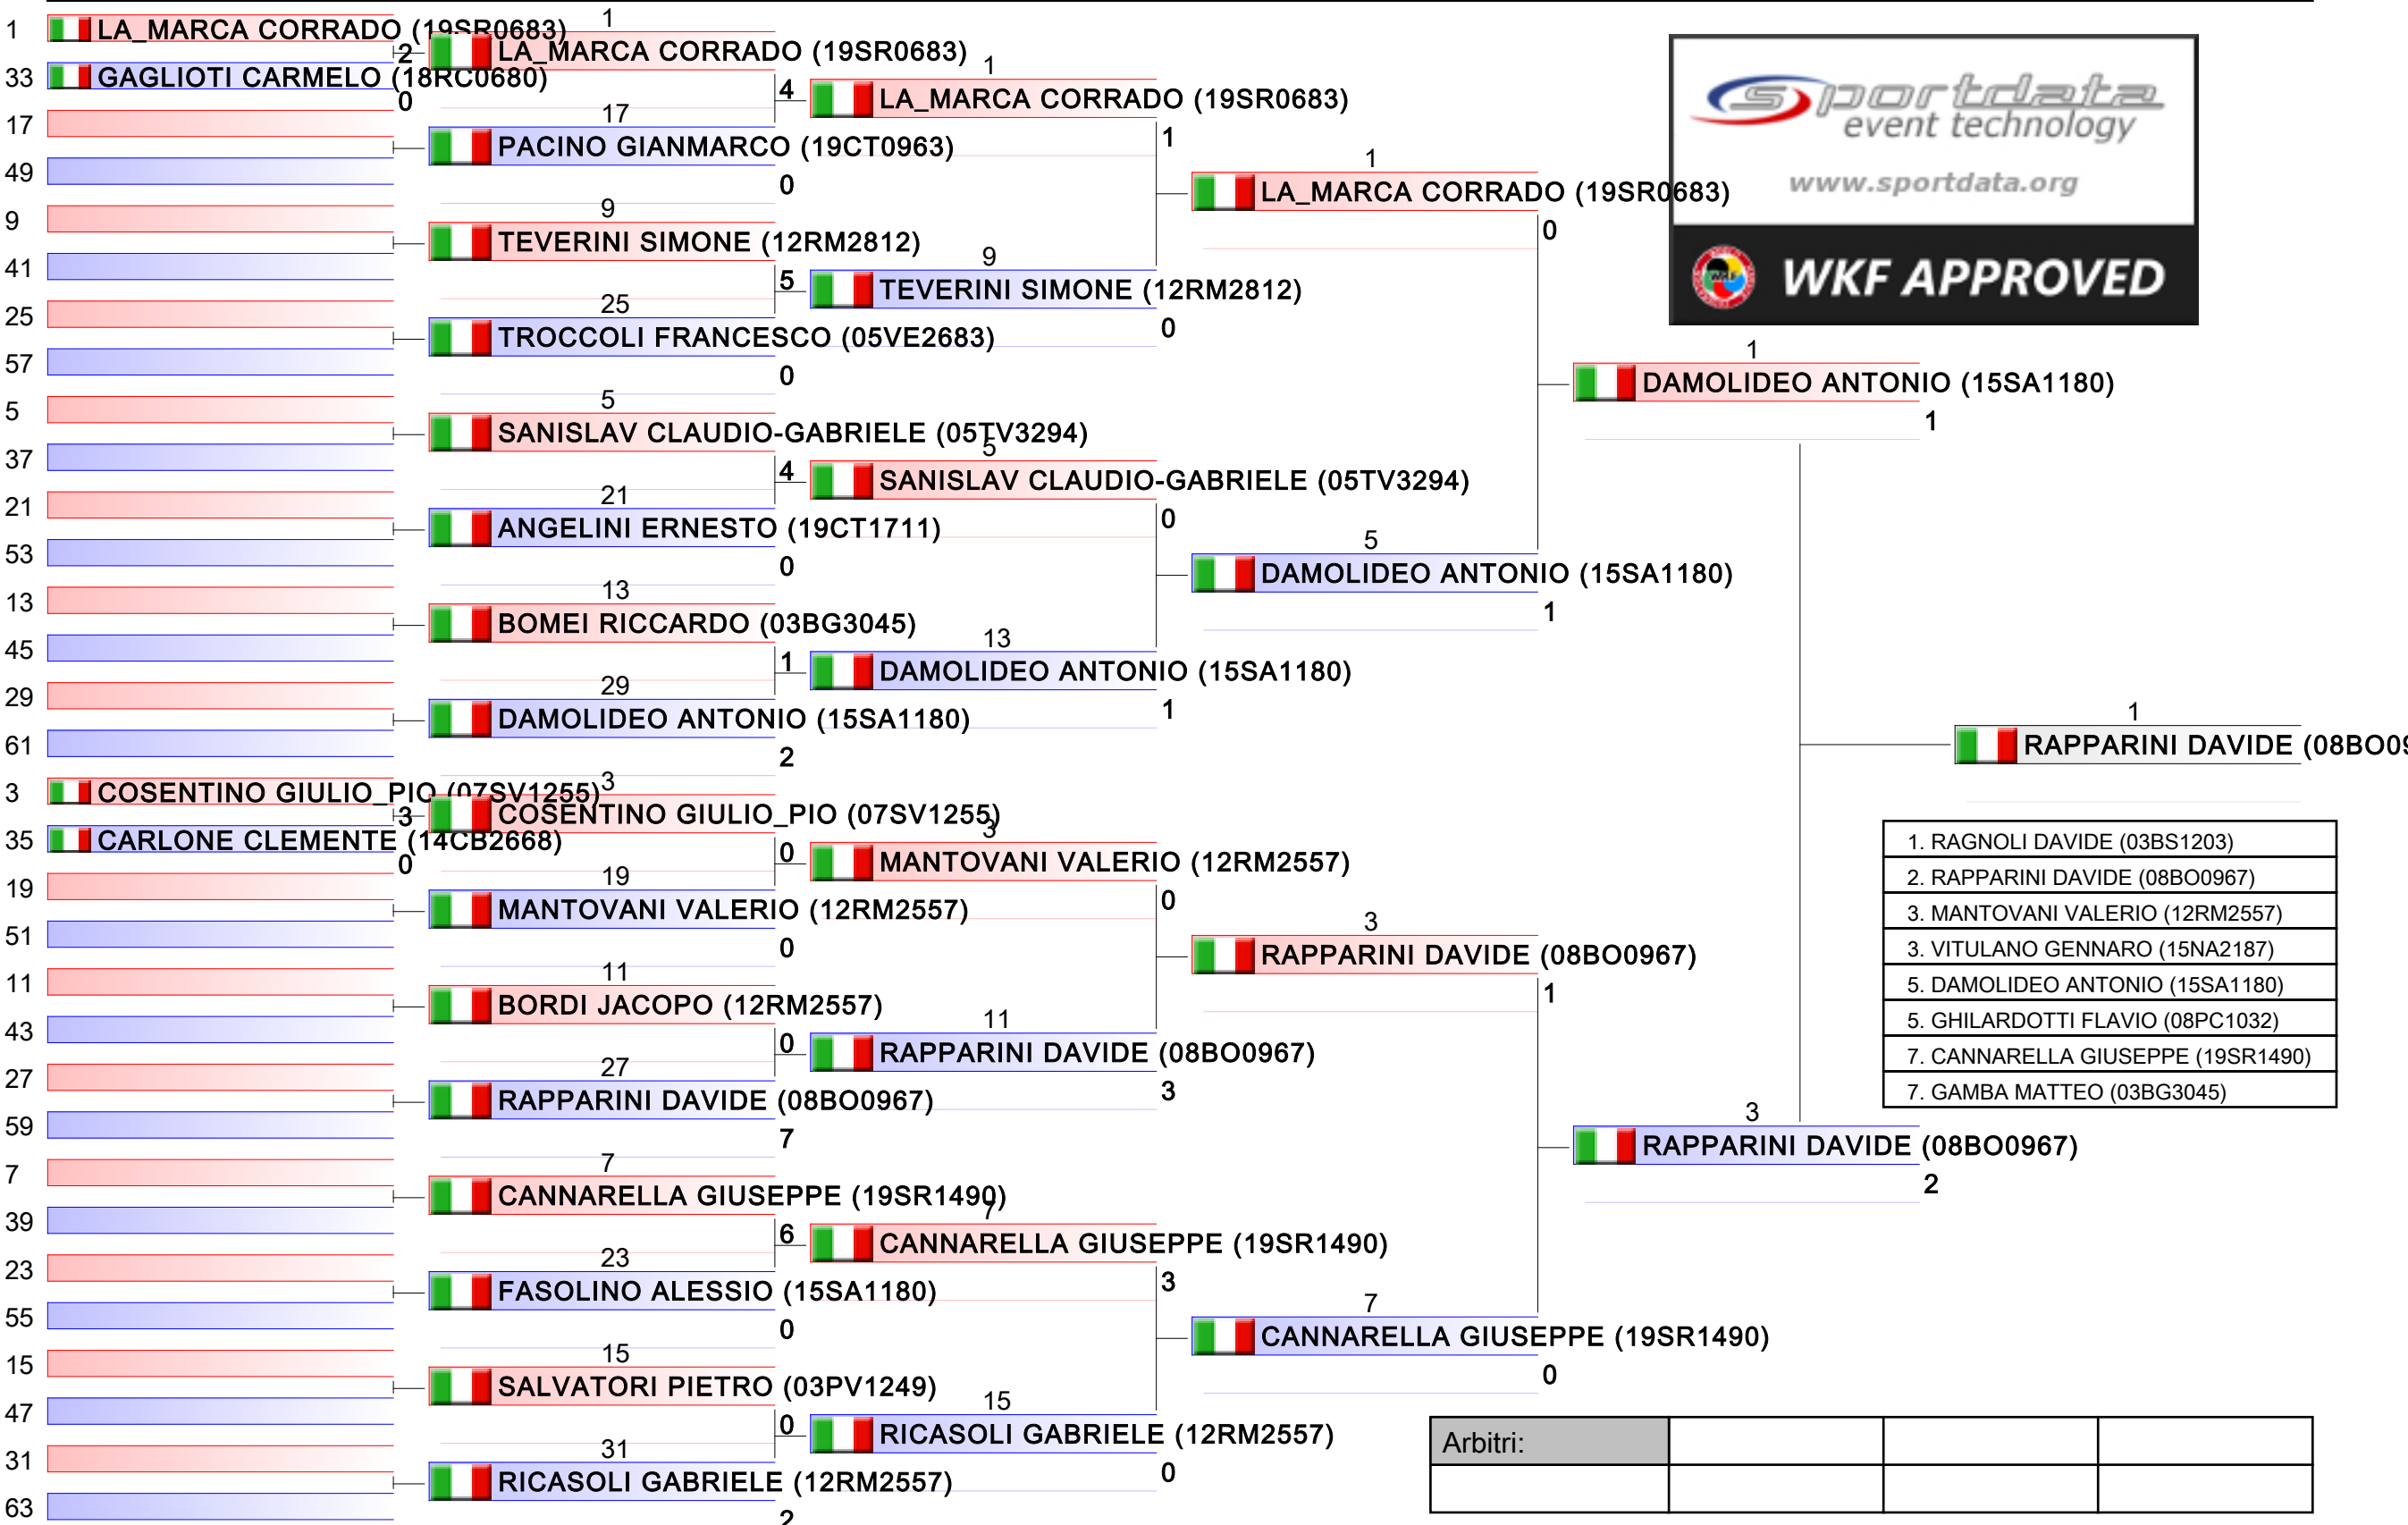 1 LA_MARCA CORRADO (19SR0683)
2
33 GAGLIOTI CARMELO (18RC0680)
0
17
49
9
41
25
57
5
37
21
53
13
45
29
61
3 COSENTINO GIULIO_PIO (07SV1255)
3
35 CARLONE CLEMENTE (14CB2668)
0
19
51
11
43
27
59
7
39
23
55
15
47
31
63
1
LA_MARCA CORRADO (19SR0683)
4
17
PACINO GIANMARCO (19CT0963)
0
9
TEVERINI SIMONE (12RM2812)
5
25
TROCCOLI FRANCESCO (05VE2683)
0
5
SANISLAV CLAUDIO-GABRIELE (05TV3294)
4
21
ANGELINI ERNESTO (19CT1711)
0
13
BOMEI RICCARDO (03BG3045)
1
29
DAMOLIDEO ANTONIO (15SA1180)
2
3
COSENTINO GIULIO_PIO (07SV1255)
0
19
MANTOVANI VALERIO (12RM2557)
0
11
BORDI JACOPO (12RM2557)
0
27
RAPPARINI DAVIDE (08BO0967)
7
7
CANNARELLA GIUSEPPE (19SR1490)
6
23
FASOLINO ALESSIO (15SA1180)
0
15
SALVATORI PIETRO (03PV1249)
0
31
RICASOLI GABRIELE (12RM2557)
2
1
LA_MARCA CORRADO (19SR0683)
1
9
TEVERINI SIMONE (12RM2812)
0
5
SANISLAV CLAUDIO-GABRIELE (05TV3294)
0
13
DAMOLIDEO ANTONIO (15SA1180)
1
3
MANTOVANI VALERIO (12RM2557)
0
11
RAPPARINI DAVIDE (08BO0967)
3
7
CANNARELLA GIUSEPPE (19SR1490)
3
15
RICASOLI GABRIELE (12RM2557)
0
1
LA_MARCA CORRADO (19SR0683)
0
5
DAMOLIDEO ANTONIO (15SA1180)
1
3
RAPPARINI DAVIDE (08BO0967)
1
7
CANNARELLA GIUSEPPE (19SR1490)
0
1
DAMOLIDEO ANTONIO (15SA1180)
1
3
RAPPARINI DAVIDE (08BO0967)
2
1
RAPPARINI DAVIDE (08BO09
sportdata
event technology
www.sportdata.org
WKF
WKF APPROVED
1. RAGNOLI DAVIDE (03BS1203)
2. RAPPARINI DAVIDE (08BO0967)
3. MANTOVANI VALERIO (12RM2557)
3. VITULANO GENNARO (15NA2187)
5. DAMOLIDEO ANTONIO (15SA1180)
5. GHILARDOTTI FLAVIO (08PC1032)
7. CANNARELLA GIUSEPPE (19SR1490)
7. GAMBA MATTEO (03BG3045)
Arbitri: